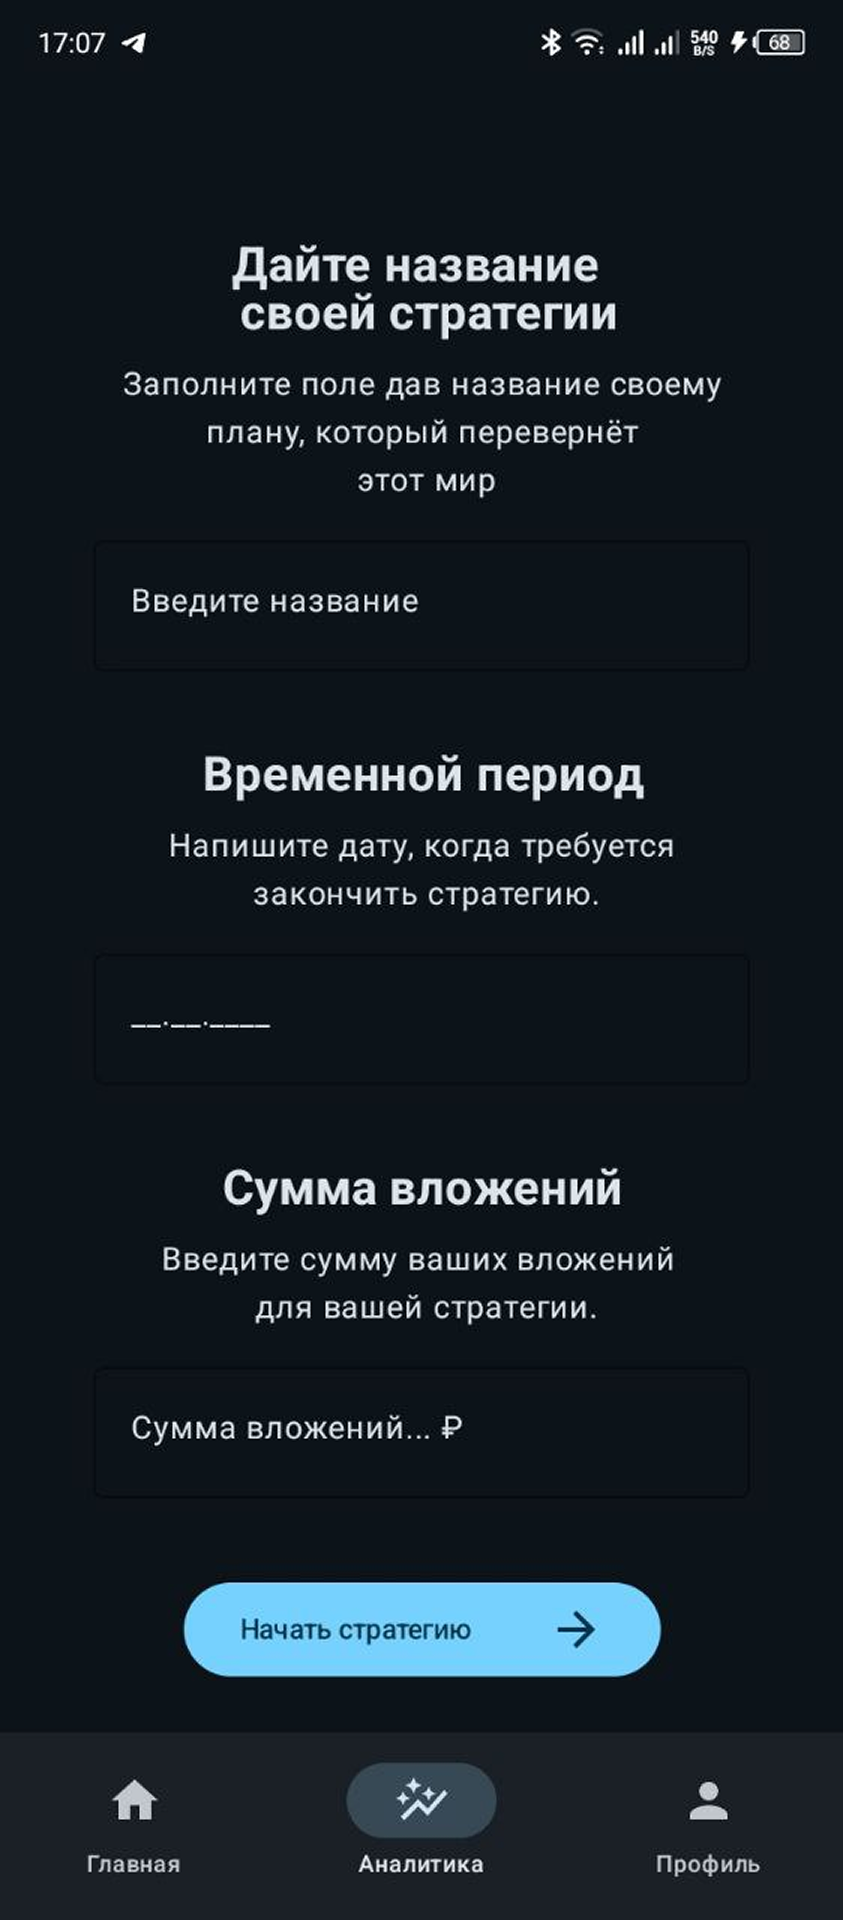 17:07
540
B/S
68
Дайте название
своей стратегии
Заполните поле дав название своему
плану, который перевернёт
этот мир
Введите название
Временной период
Напишите дату, когда требуется
закончить стратегию.
__.__.____
Сумма вложений
Введите сумму ваших вложений
для вашей стратегии.
Сумма вложений... ₽
Начать стратегию
Главная
Аналитика
Профиль